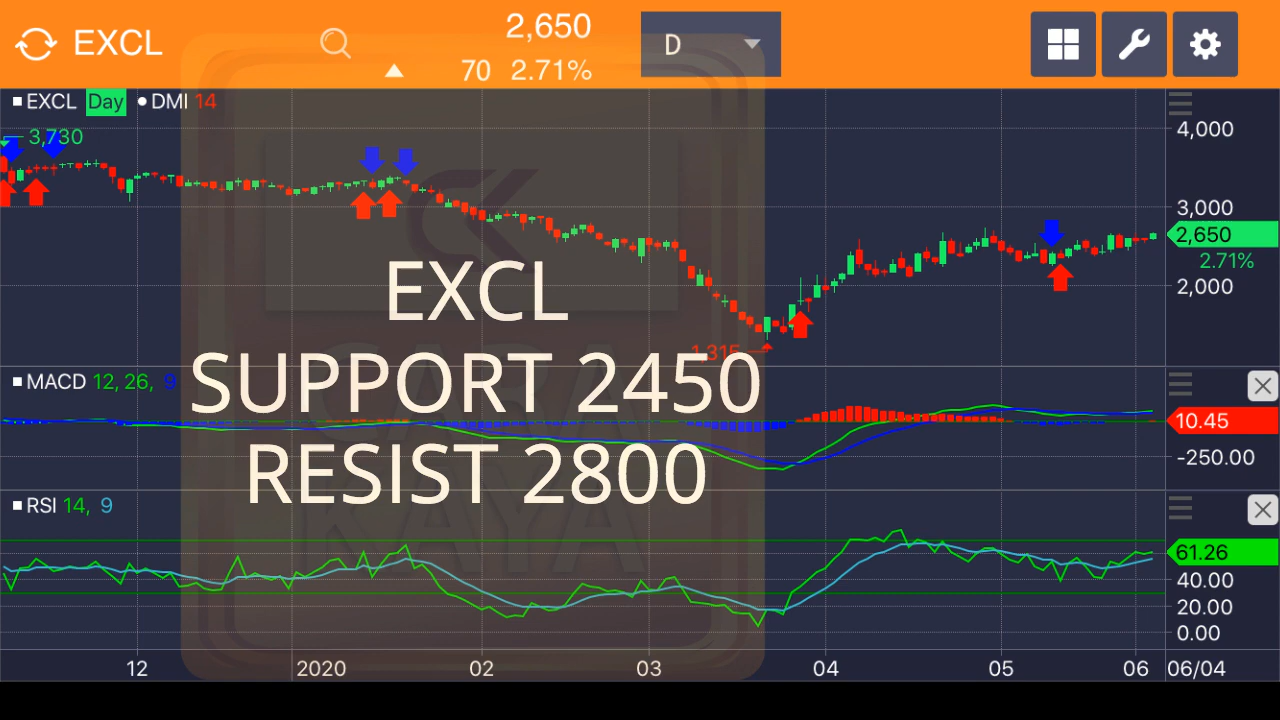 EXCL
2,650
70 2.71%
D
EXCL Day DMI 14
3,730
4,000
3,000
2,650
2.71%
2,000
1,315
EXCL
SUPPORT 2450
RESIST 2800
MACD 12, 26, 9
10.45
-250.00
RSI 14, 9
61.26
40.00
20.00
0.00
12 2020 02 03 04 05 06 06/04
CK
CARA
KAYA